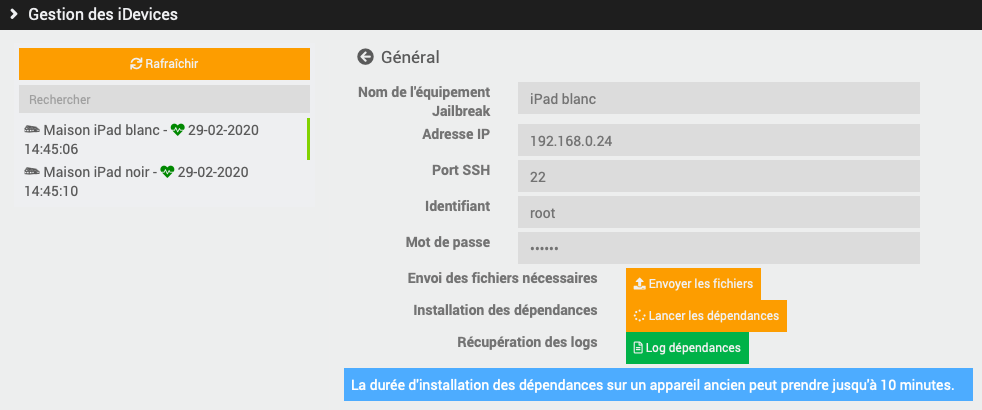 Gestion des iDevices
Rafraîchir
Rechercher
Maison iPad blanc - 29-02-2020
14:45:06
Maison iPad noir - 29-02-2020
14:45:10
Général
Nom de l'équipement
Jailbreak
iPad blanc
Adresse IP
192.168.0.24
Port SSH
22
Identifiant
root
Mot de passe
••••••
Envoi des fichiers nécessaires
Envoyer les fichiers
Installation des dépendances
Lancer les dépendances
Récupération des logs
Log dépendances
La durée d'installation des dépendances sur un appareil ancien peut prendre jusqu'à 10 minutes.